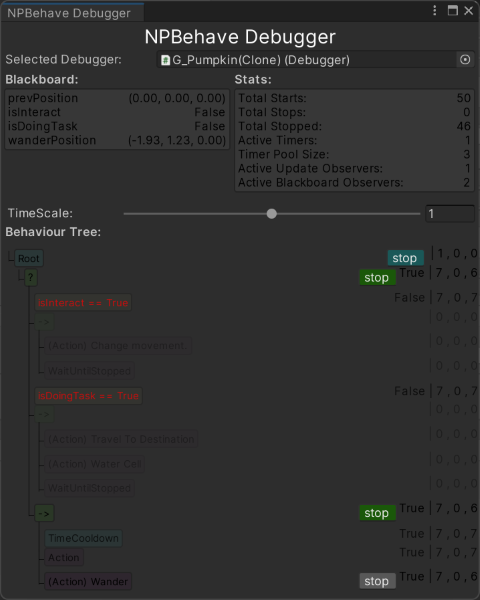 NPBehave Debugger
NPBehave Debugger
Selected Debugger: G_Pumpkin(Clone) (Debugger)
Blackboard: Stats:
prevPosition (0.00, 0.00, 0.00)
isInteract False
isDoingTask False
wanderPosition (-1.93, 1.23, 0.00)
Total Starts: 50
Total Stops: 0
Total Stopped: 46
Active Timers: 1
Timer Pool Size: 3
Active Update Observers: 1
Active Blackboard Observers: 2
TimeScale: 1
Behaviour Tree:
Root stop | 1 , 0 , 0
? stop True | 7 , 0 , 6
isInteract == True False | 7 , 0 , 7
-> | 0 , 0 , 0
(Action) Change movement. | 0 , 0 , 0
WaitUntilStopped | 0 , 0 , 0
isDoingTask == True False | 7 , 0 , 7
-> | 0 , 0 , 0
(Action) Travel To Destination | 0 , 0 , 0
(Action) Water Cell | 0 , 0 , 0
WaitUntilStopped | 0 , 0 , 0
-> stop True | 7 , 0 , 6
TimeCooldown True | 7 , 0 , 7
Action True | 7 , 0 , 7
(Action) Wander stop True | 7 , 0 , 6